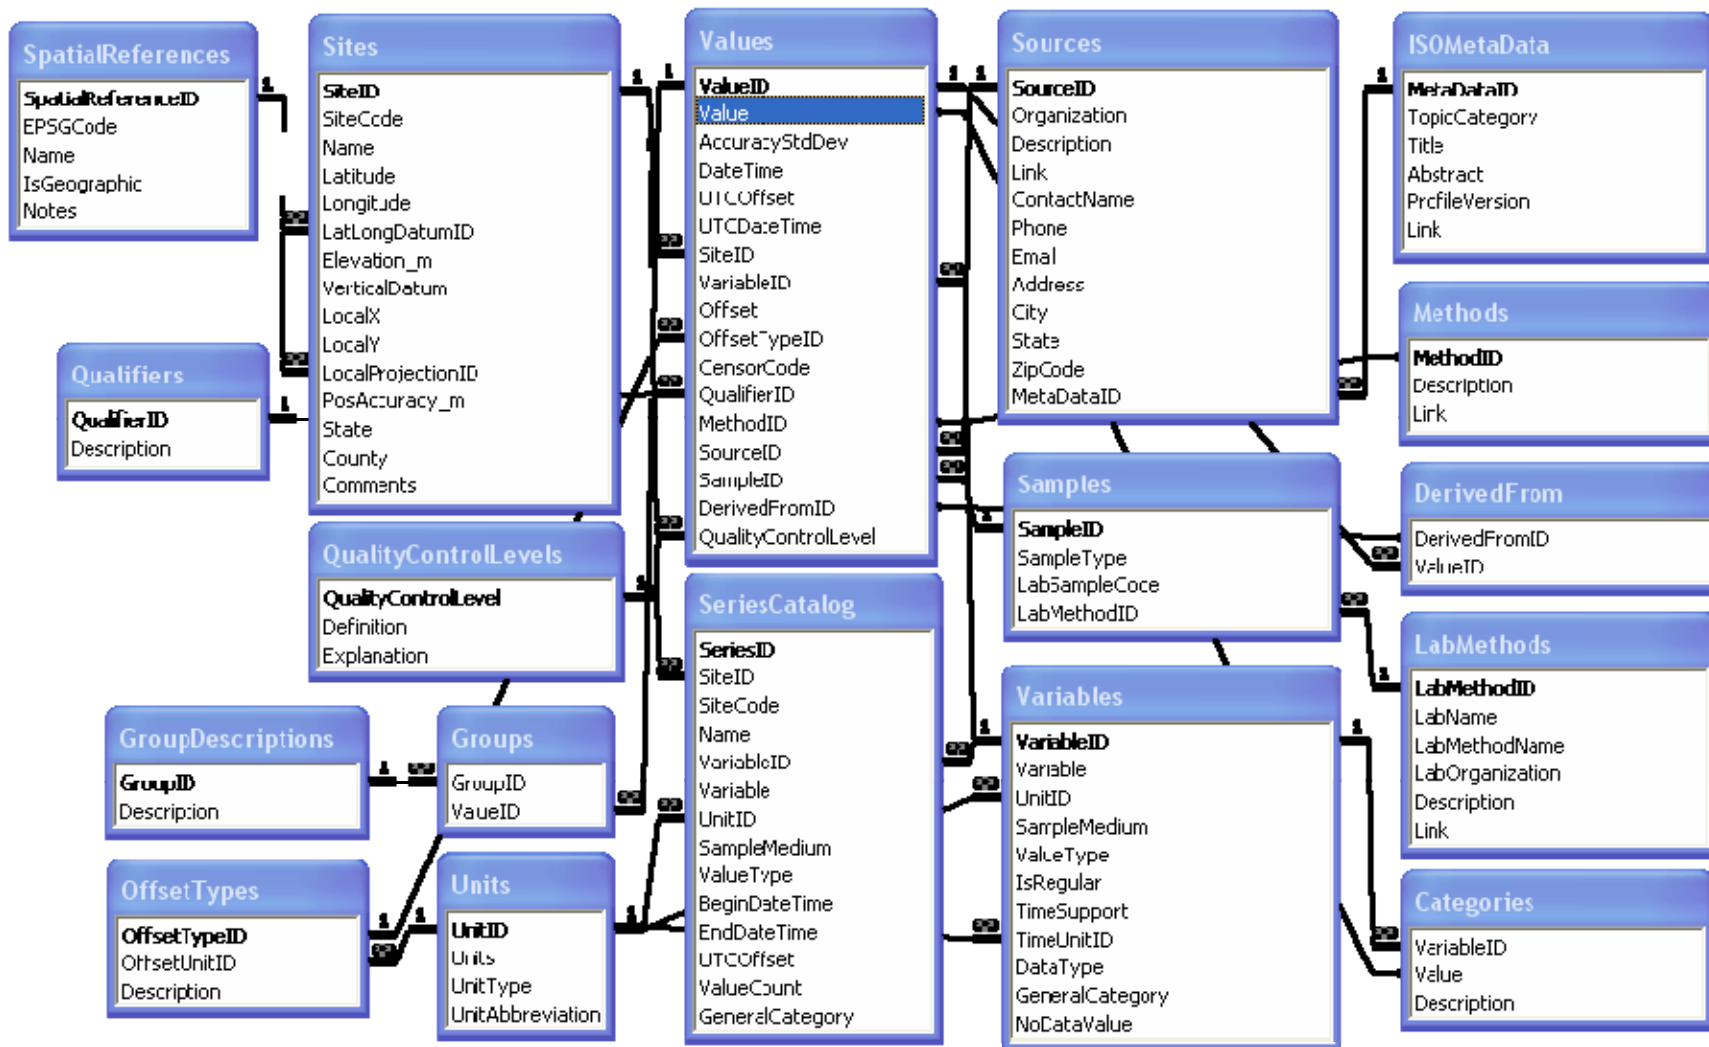 SpatialReferences
SpatialReferenceID
EPSGCode
Name
IsGeographic
Notes
Sites
SiteID
SiteCode
Name
Latitude
Longitude
LatLongDatumID
Elevation_m
VerticalDatum
LocalX
LocalY
LocalProjectionID
PosAccuracy_m
State
County
Comments
Values
ValueID
Value
AccuracyStdDev
DateTime
UTCOffset
UTCDateTime
SiteID
VariableID
Offset
OffsetTypeID
CensorCode
QualifierID
MethodID
SourceID
SampleID
DerivedFromID
QualityControlLevel
Sources
SourceID
Organization
Description
Link
ContactName
Phone
Email
Address
City
State
ZipCode
MetaDataID
ISOMetaData
MetaDataID
TopicCategory
Title
Abstract
ProfileVersion
Link
Qualifiers
QualifierID
Description
Methods
MethodID
Description
Link
QualityControlLevels
QualityControlLevel
Definition
Explanation
Samples
SampleID
SampleType
LabSampleCode
LabMethodID
DerivedFrom
DerivedFromID
ValueID
SeriesCatalog
SeriesID
SiteID
SiteCode
Name
VariableID
Variable
UnitID
SampleMedium
ValueType
BeginDateTime
EndDateTime
UTCOffset
ValueCount
GeneralCategory
LabMethods
LabMethodID
LabName
LabMethodName
LabOrganization
Description
Link
GroupDescriptions
GroupID
Description
Groups
GroupID
ValueID
Variables
VariableID
Variable
UnitID
SampleMedium
ValueType
IsRegular
TimeSupport
TimeUnitID
DataType
GeneralCategory
NoDataValue
OffsetTypes
OffsetTypeID
OffsetUnitID
Description
Units
UnitID
Units
UnitType
UnitAbbreviation
Categories
VariableID
Value
Description